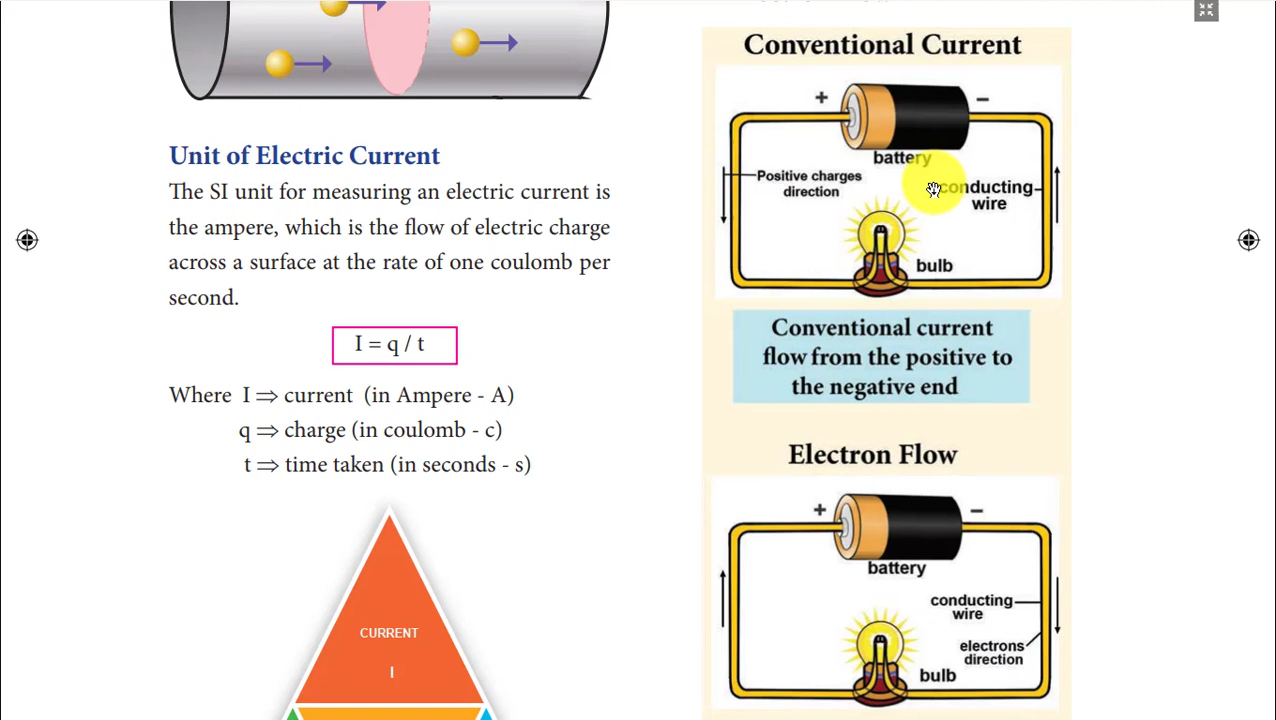 Unit of Electric Current
The SI unit for measuring an electric current is
the ampere, which is the flow of electric charge
across a surface at the rate of one coulomb per
second.
I = q / t
Where I ⇒ current (in Ampere - A)
q ⇒ charge (in coulomb - c)
t ⇒ time taken (in seconds - s)
CURRENT
I
Conventional Current
+ −
battery
Positive charges
direction
conducting
wire
bulb
Conventional current
flow from the positive to
the negative end
Electron Flow
+ −
battery
conducting
wire
electrons
direction
bulb